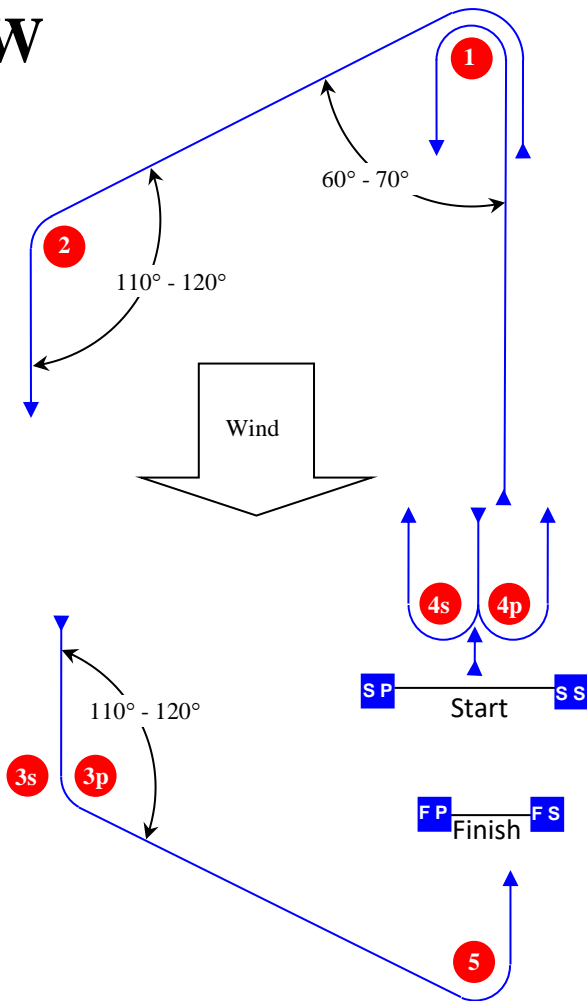 W
1
60° - 70°
2
110° - 120°
Wind
4s
4p
S P
S S
Start
110° - 120°
3s
3p
F P
F S
Finish
5